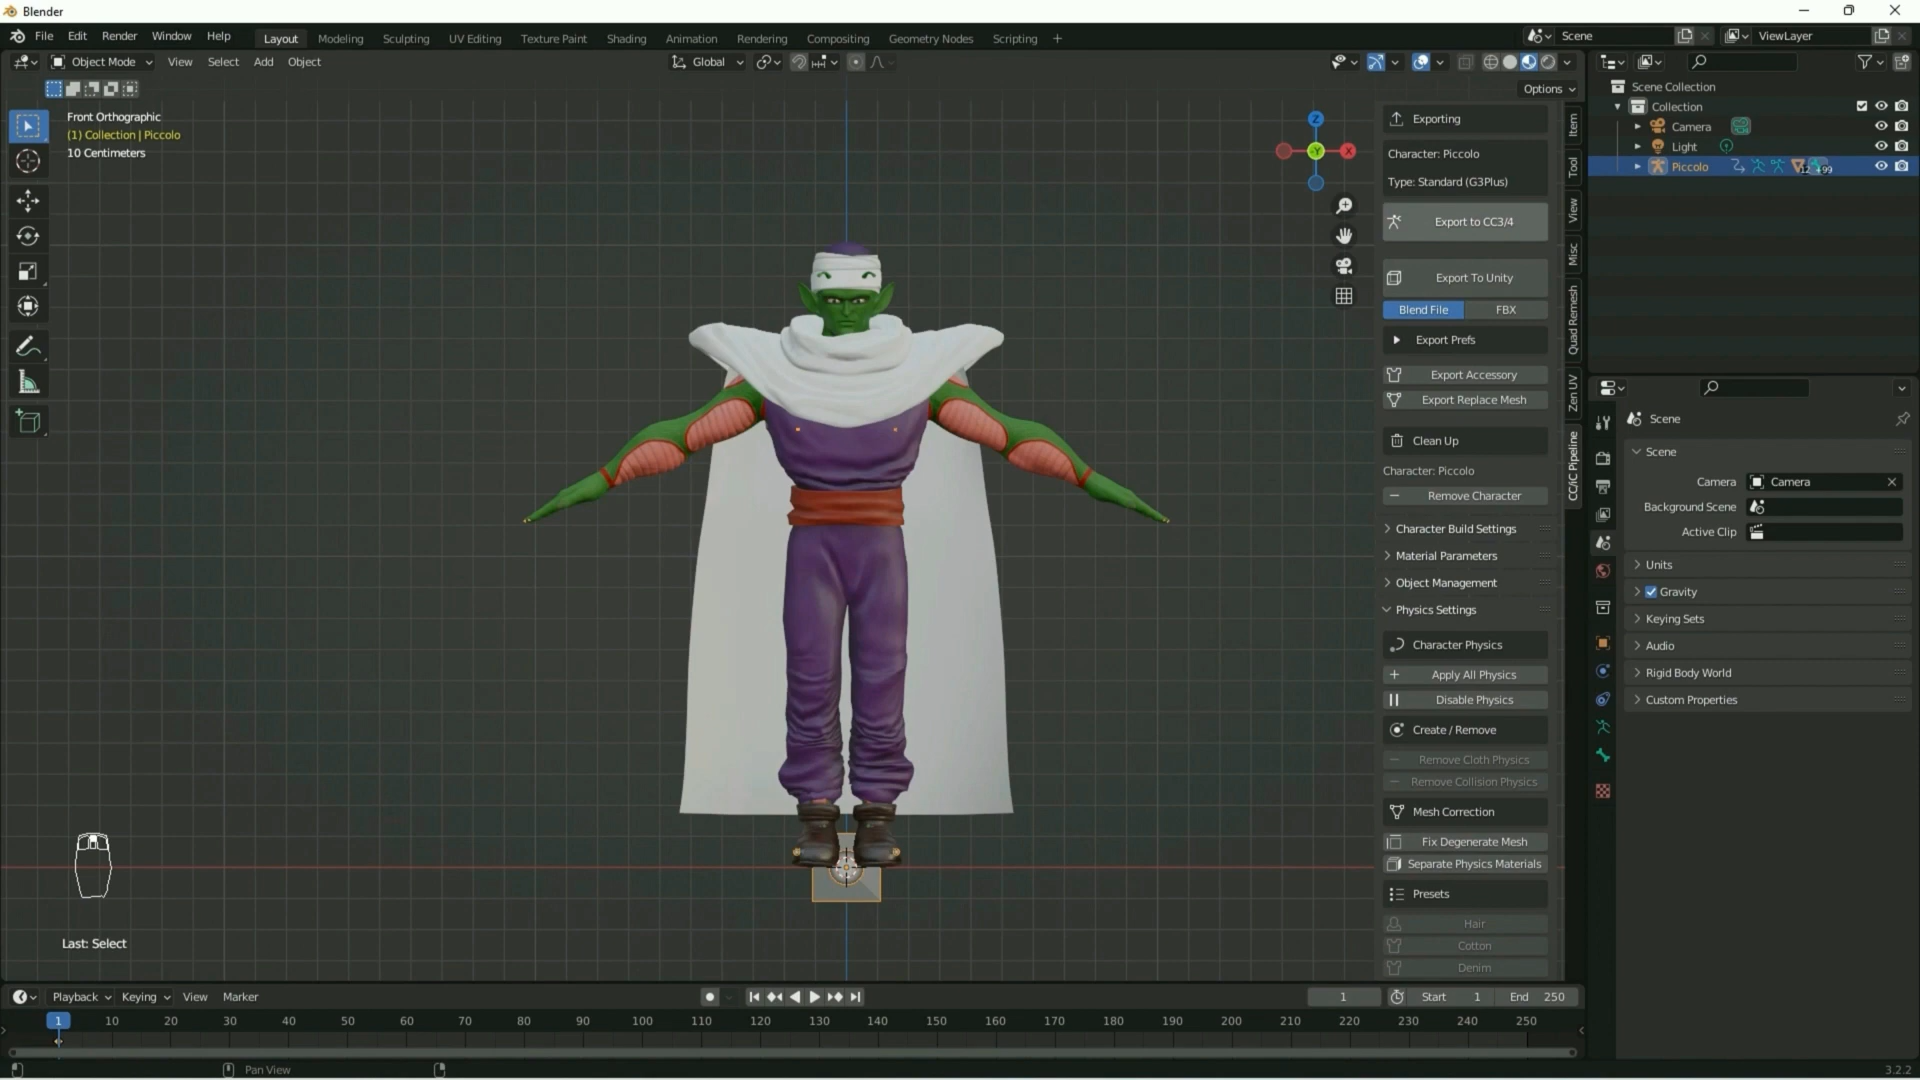 Blender
File Edit Render Window Help
Layout Modeling Sculpting UV Editing Texture Paint Shading Animation Rendering Compositing Geometry Nodes Scripting +
Scene
ViewLayer
Object Mode View Select Add Object
Global
Options
Front Orthographic
(1) Collection | Piccolo
10 Centimeters
Z
-Y
X
Exporting
Character: Piccolo
Type: Standard (G3Plus)
Export to CC3/4
Export To Unity
Blend File FBX
Export Prefs
Export Accessory
Export Replace Mesh
Clean Up
Character: Piccolo
Remove Character
Character Build Settings
Material Parameters
Object Management
Physics Settings
Character Physics
Apply All Physics
Disable Physics
Create / Remove
Remove Cloth Physics
Remove Collision Physics
Mesh Correction
Fix Degenerate Mesh
Separate Physics Materials
Presets
Hair
Cotton
Denim
Item
Tool
View
Misc
Quad Remesh
Zen UV
CC/iC Pipeline
Scene Collection
Collection
Camera
Light
Piccolo
12
+99
Scene
Scene
Camera Camera
Background Scene
Active Clip
Units
Gravity
Keying Sets
Audio
Rigid Body World
Custom Properties
Last: Select
Playback Keying View Marker
1
Start 1
End 250
1 10 20 30 40 50 60 70 80 90 100 110 120 130 140 150 160 170 180 190 200 210 220 230 240 250
Pan View
3.2.2